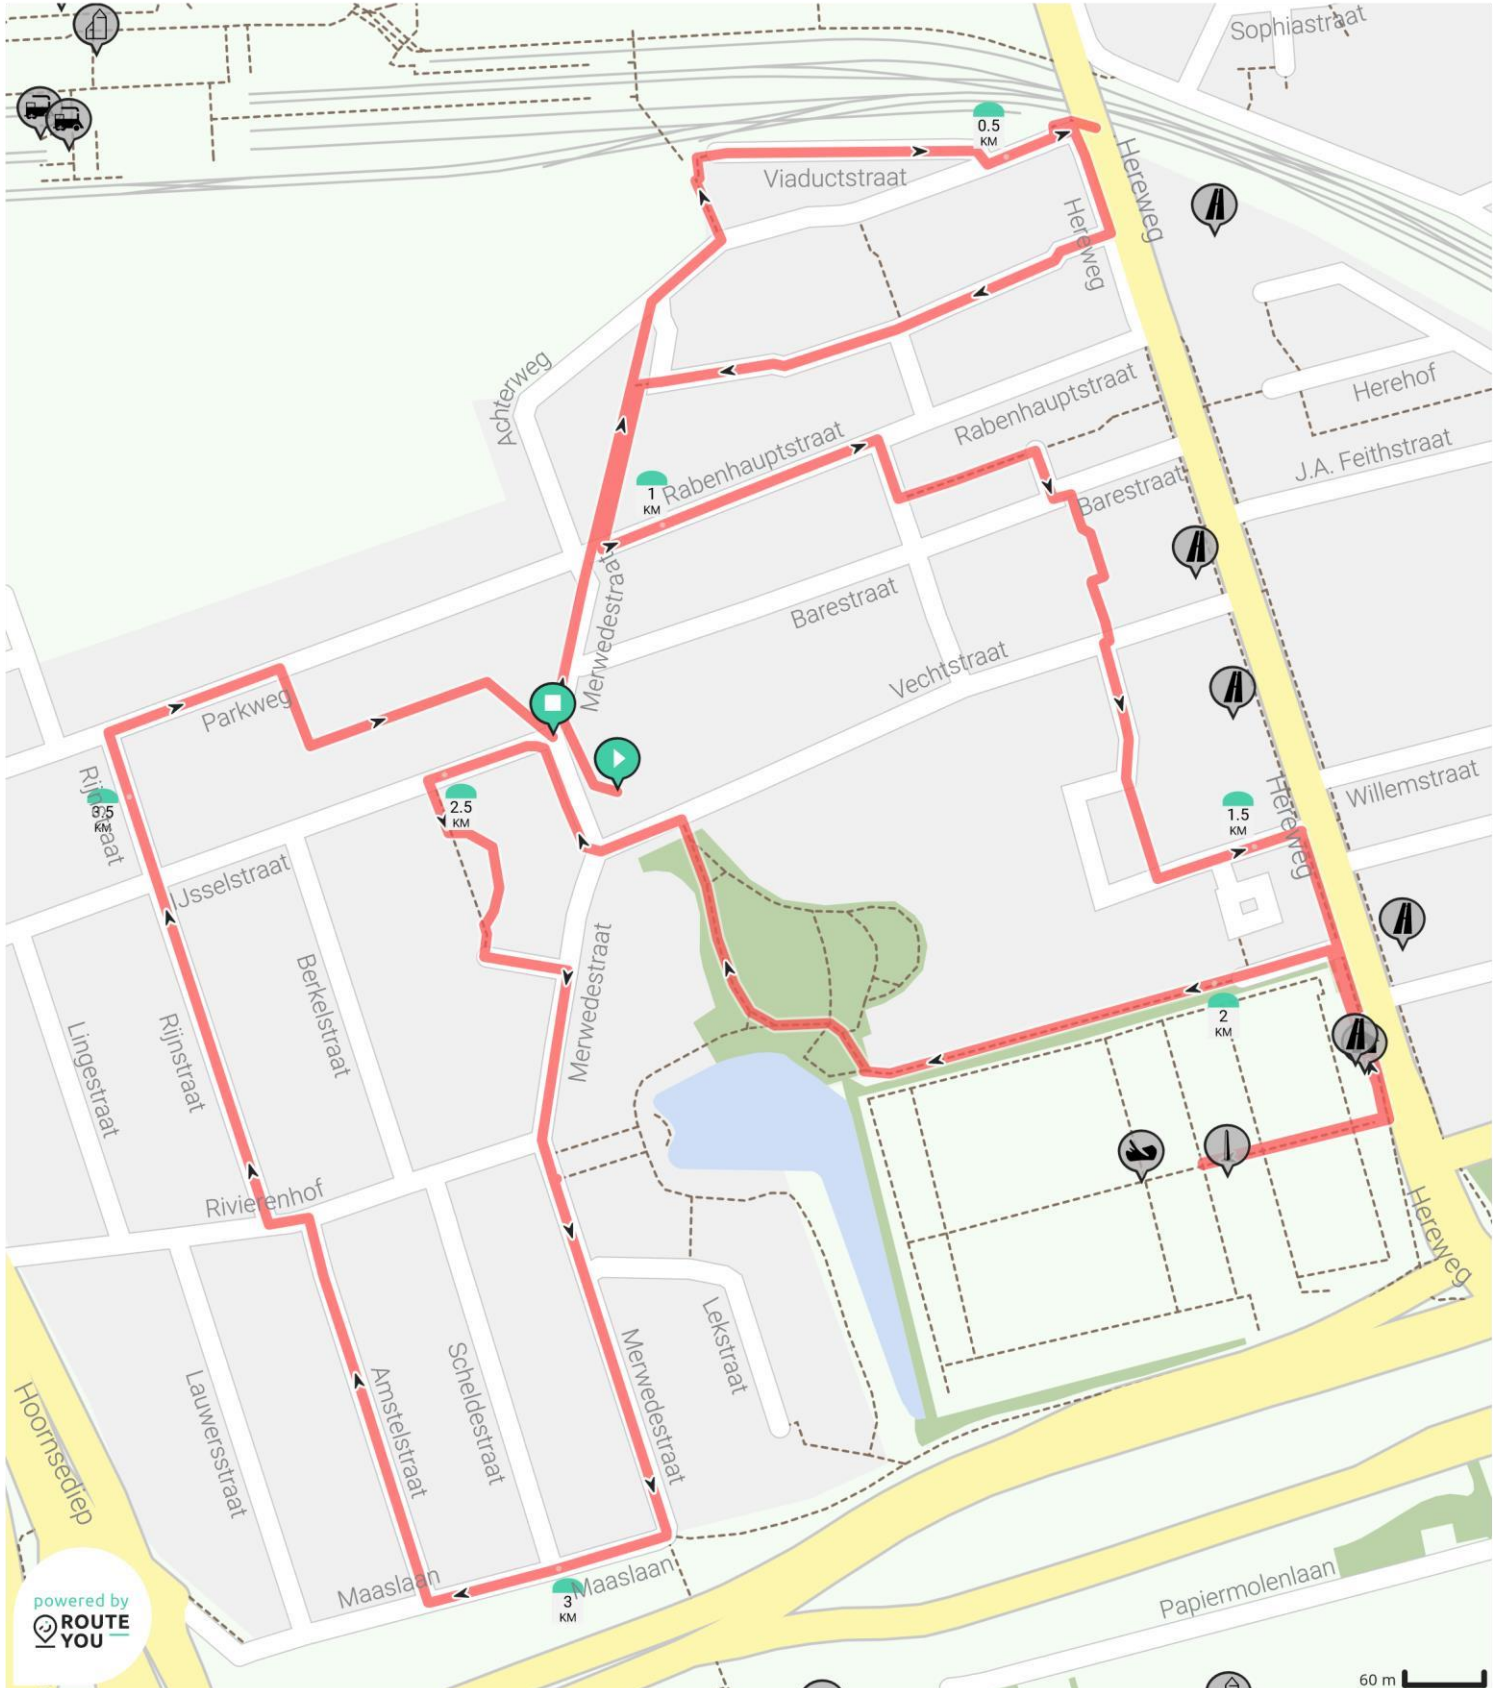 Sophiastraat
0.5
KM
Hereweg
Viaductstraat
Hereweg
Achterweg
Herehof
Rabenhauptstraat
Rabenhauptstraat
J.A. Feithstraat
1
KM
Barestraat
Merwedestraat
Barestraat
Vechtstraat
Parkweg
Rijnstraat
3.5
KM
2.5
KM
Willemstraat
Hereweg
1.5
KM
IJsselstraat
Berkelstraat
Merwedestraat
2
KM
Lingestraat
Rijnstraat
Rivierenhof
Hereweg
Lekstraat
Merwedestraat
Scheldestraat
Amstelstraat
Lauwersstraat
Hoornsediep
Maaslaan
Maaslaan
3
KM
Papiermolenlaan
powered by
ROUTE
YOU
60 m